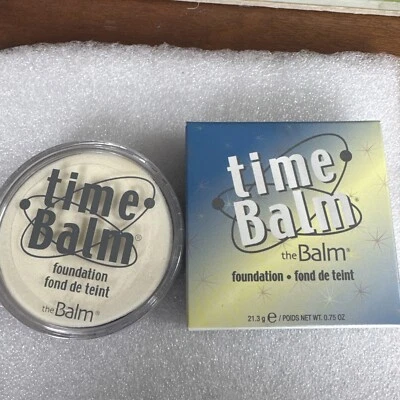 time
Balm®
foundation
fond de teint
theBalm®
time
Balm®
theBalm®
foundation • fond de teint
21.3 g e / POIDS NET WT. 0.75 OZ